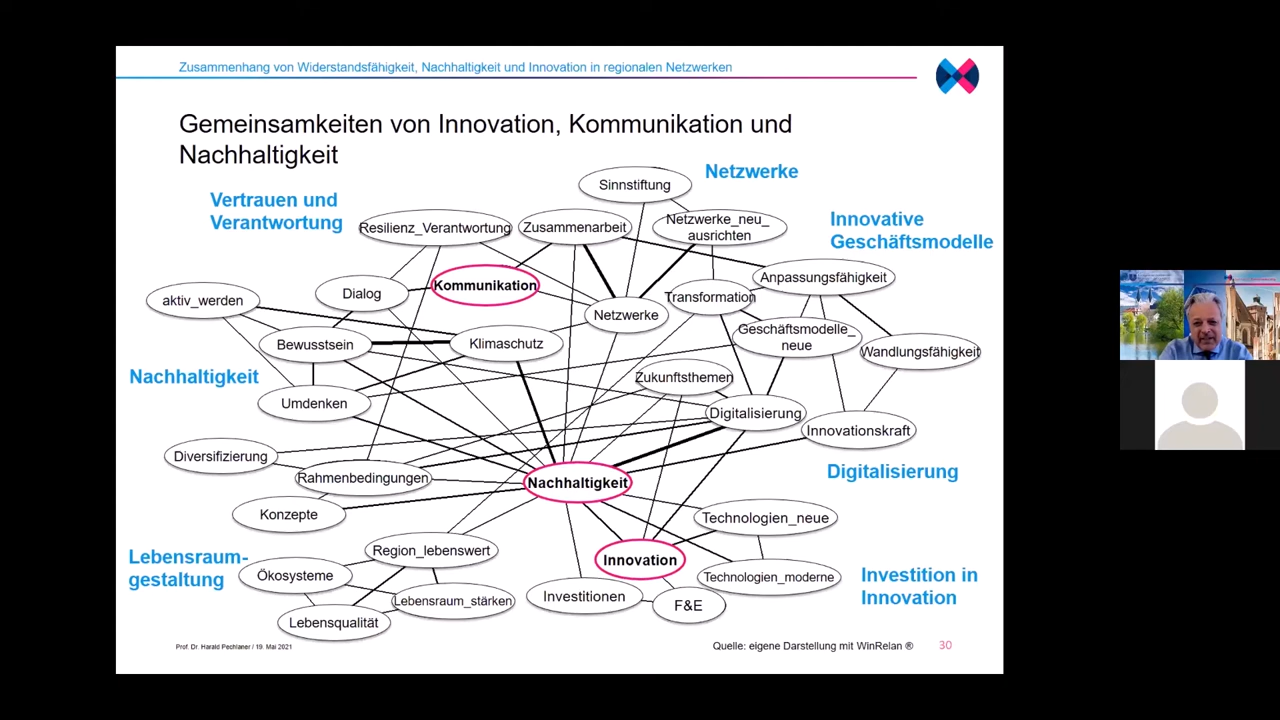 Zusammenhang von Widerstandsfähigkeit, Nachhaltigkeit und Innovation in regionalen Netzwerken
Gemeinsamkeiten von Innovation, Kommunikation und
Nachhaltigkeit
Netzwerke
Sinnstiftung
Vertrauen und
Verantwortung
Resilienz_Verantwortung
Zusammenarbeit
Netzwerke_neu_
ausrichten
Innovative
Geschäftsmodelle
Kommunikation
Anpassungsfähigkeit
aktiv_werden
Dialog
Transformation
Netzwerke
Bewusstsein
Klimaschutz
Geschäftsmodelle_
neue
Wandlungsfähigkeit
Nachhaltigkeit
Zukunftsthemen
Umdenken
Digitalisierung
Innovationskraft
Diversifizierung
Rahmenbedingungen
Nachhaltigkeit
Digitalisierung
Konzepte
Technologien_neue
Lebensraum-
gestaltung
Region_lebenswert
Innovation
Ökosysteme
Technologien_moderne
Investition in
Innovation
Lebensraum_stärken
Investitionen
F&E
Lebensqualität
Prof. Dr. Harald Pechlaner / 19. Mai 2021
Quelle: eigene Darstellung mit WinRelan ®
30